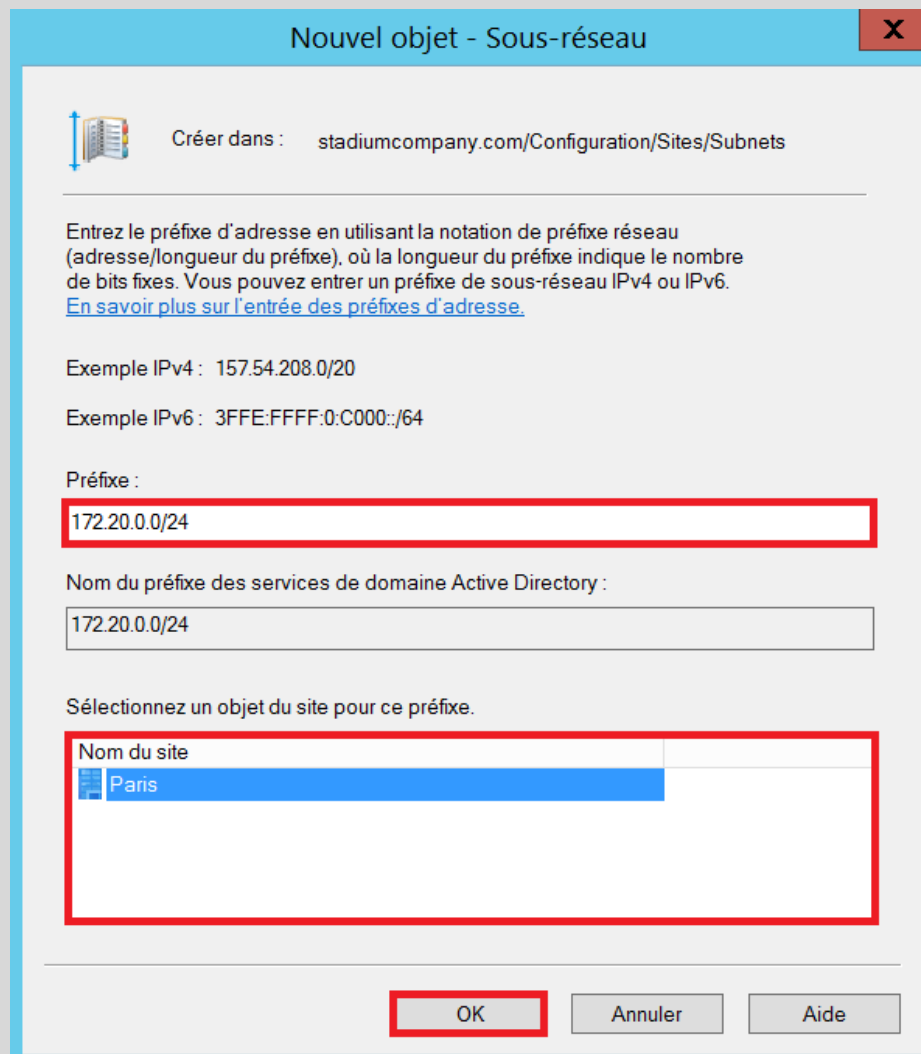 Nouvel objet - Sous-réseau
X
Créer dans : stadiumcompany.com/Configuration/Sites/Subnets
Entrez le préfixe d'adresse en utilisant la notation de préfixe réseau
(adresse/longueur du préfixe), où la longueur du préfixe indique le nombre
de bits fixes. Vous pouvez entrer un préfixe de sous-réseau IPv4 ou IPv6.
En savoir plus sur l'entrée des préfixes d'adresse.
Exemple IPv4 : 157.54.208.0/20
Exemple IPv6 : 3FFE:FFFF:0:C000::/64
Préfixe :
172.20.0.0/24
Nom du préfixe des services de domaine Active Directory :
172.20.0.0/24
Sélectionnez un objet du site pour ce préfixe.
Nom du site
Paris
OK Annuler Aide